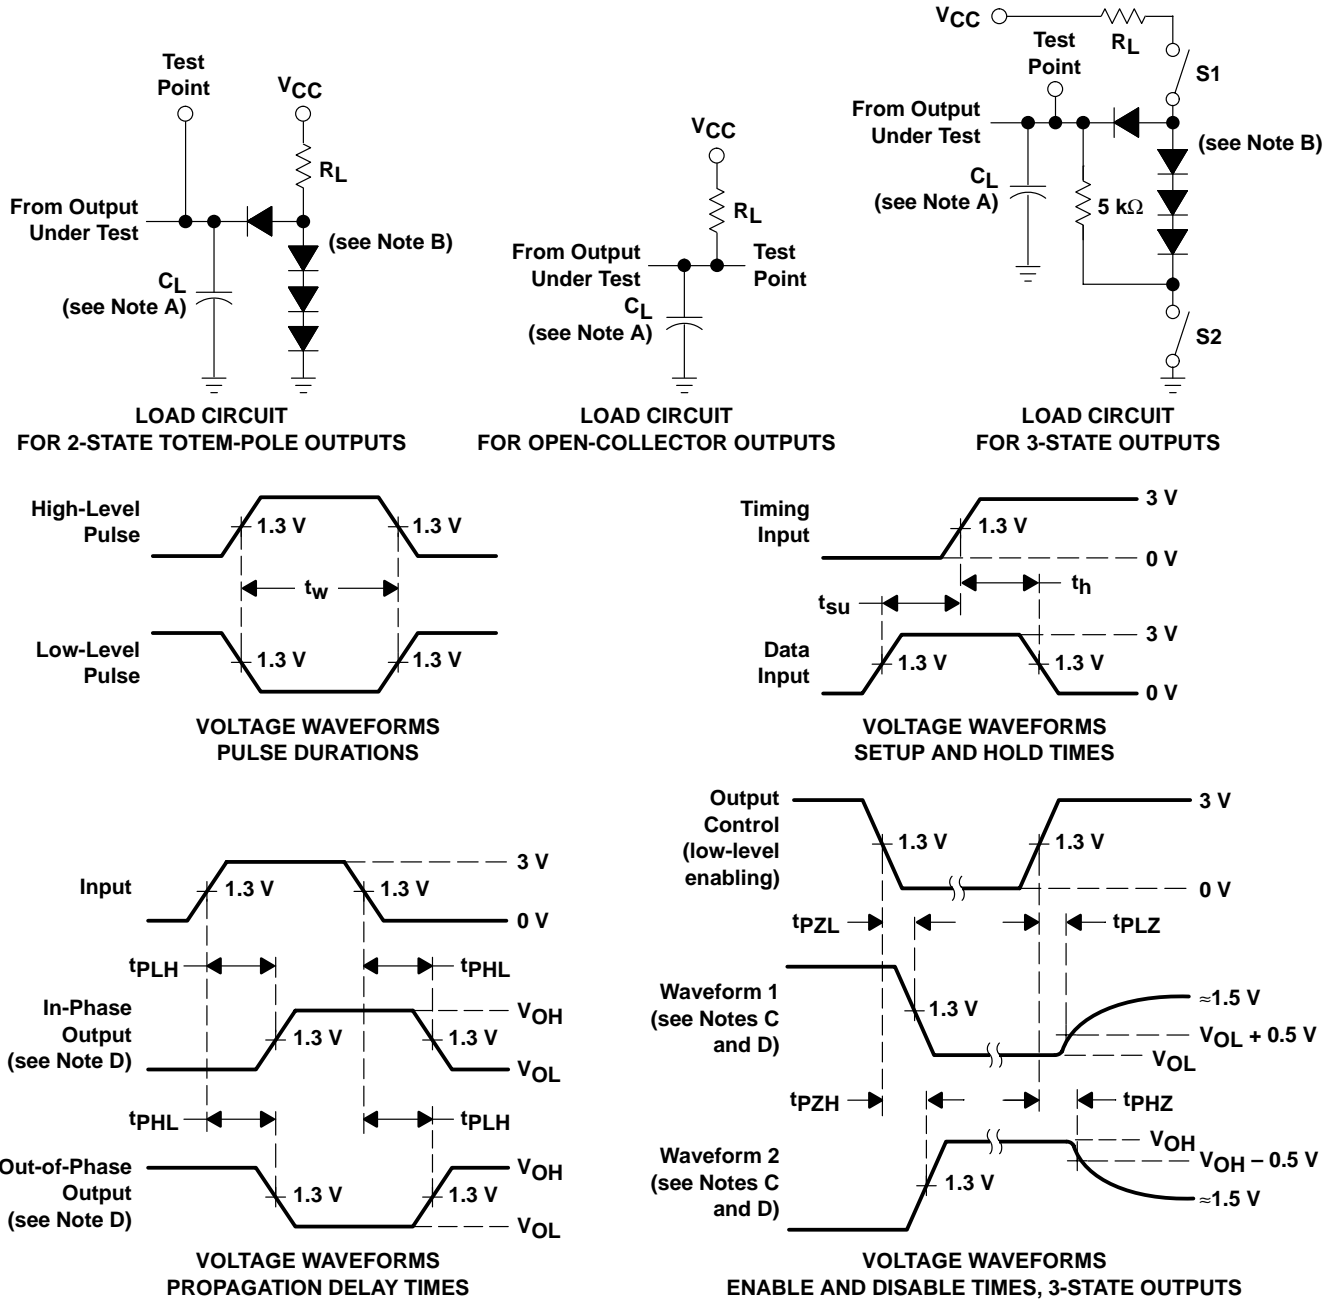 Test
Point
VCC
RL
From Output
Under Test
(see Note B)
CL
(see Note A)
LOAD CIRCUIT
FOR 2-STATE TOTEM-POLE OUTPUTS
VCC
RL
From Output
Under Test
Test
Point
CL
(see Note A)
LOAD CIRCUIT
FOR OPEN-COLLECTOR OUTPUTS
VCC
RL
Test
Point
S1
From Output
Under Test
(see Note B)
CL
(see Note A)
5 kΩ
S2
LOAD CIRCUIT
FOR 3-STATE OUTPUTS
High-Level
Pulse
1.3 V
1.3 V
tw
Low-Level
Pulse
1.3 V
1.3 V
VOLTAGE WAVEFORMS
PULSE DURATIONS
Timing
Input
3 V
1.3 V
0 V
th
tsu
Data
Input
3 V
1.3 V
1.3 V
0 V
VOLTAGE WAVEFORMS
SETUP AND HOLD TIMES
Input
3 V
1.3 V
1.3 V
0 V
tPLH
tPHL
In-Phase
Output
(see Note D)
VOH
1.3 V
1.3 V
VOL
tPHL
tPLH
Out-of-Phase
Output
(see Note D)
VOH
1.3 V
1.3 V
VOL
VOLTAGE WAVEFORMS
PROPAGATION DELAY TIMES
Output
Control
(low-level
enabling)
3 V
1.3 V
1.3 V
0 V
tPZL
tPLZ
Waveform 1
(see Notes C
and D)
1.3 V
≈1.5 V
VOL + 0.5 V
VOL
tPZH
tPHZ
Waveform 2
(see Notes C
and D)
1.3 V
VOH
VOH – 0.5 V
≈1.5 V
VOLTAGE WAVEFORMS
ENABLE AND DISABLE TIMES, 3-STATE OUTPUTS